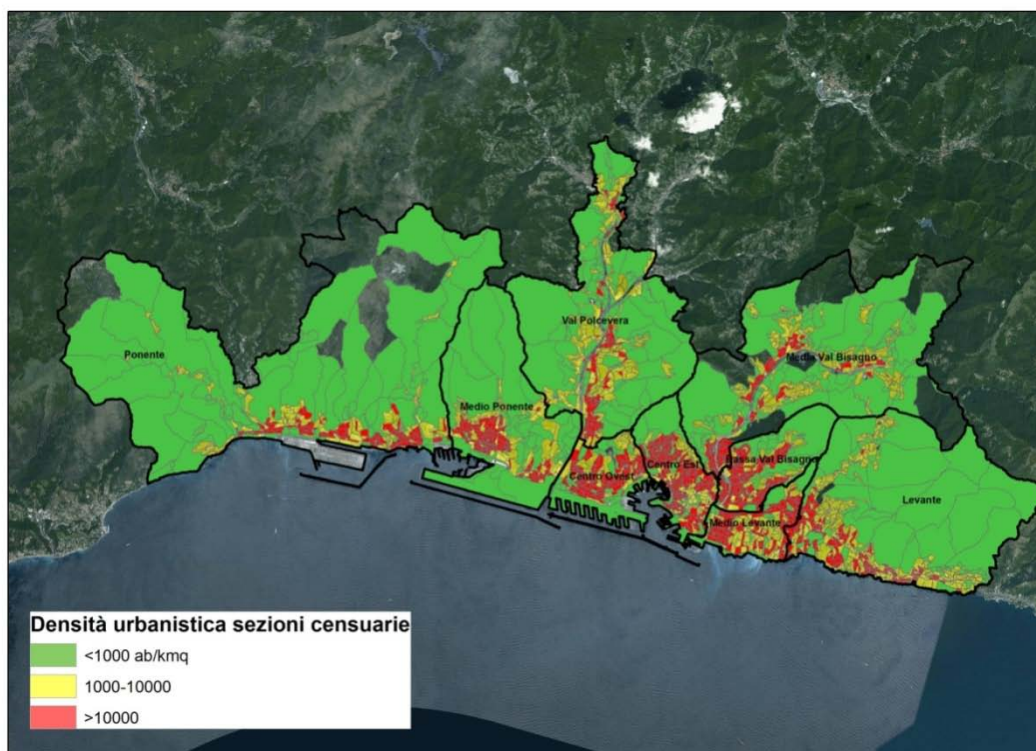 Val Polcevera
Ponente
Media Val Bisagno
Medio Ponente
Centro Est
Bassa Val Bisagno
Centro Ovest
Levante
Medio Levante
Densità urbanistica sezioni censuarie
<1000 ab/kmq
1000-10000
>10000